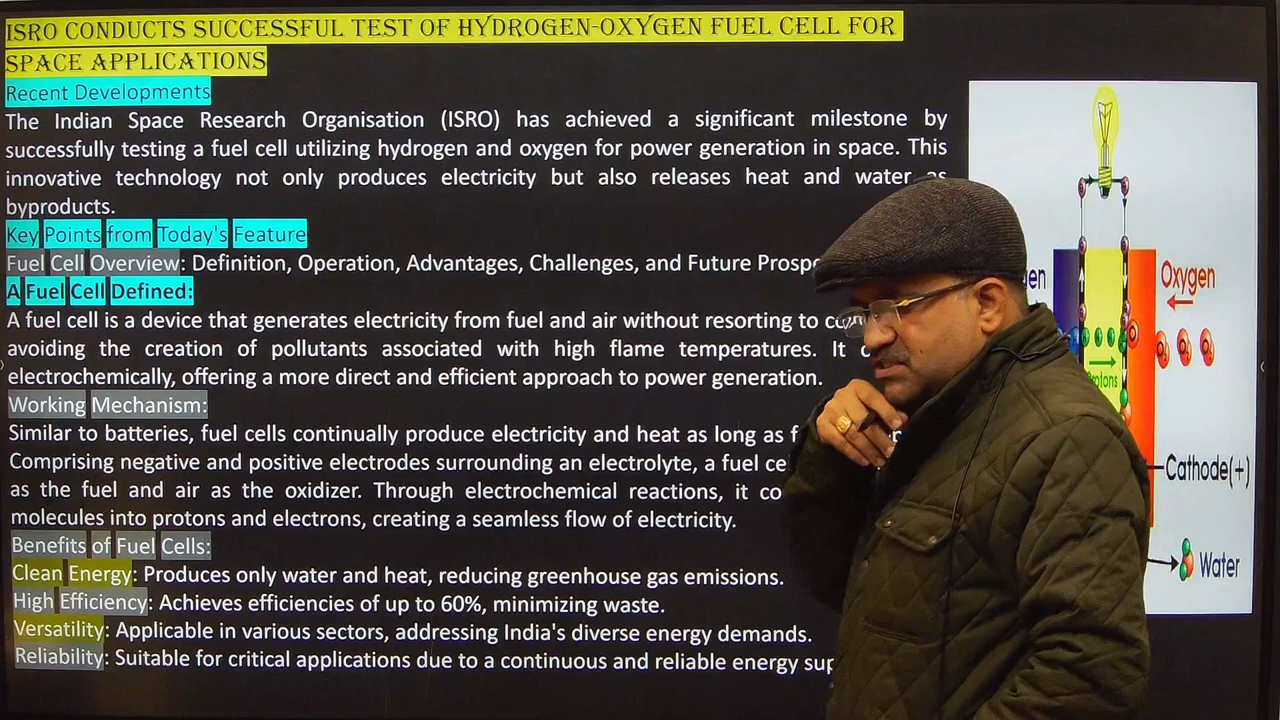 ISRO CONDUCTS SUCCESSFUL TEST OF HYDROGEN-OXYGEN FUEL CELL FOR
SPACE APPLICATIONS
Recent Developments
The Indian Space Research Organisation (ISRO) has achieved a significant milestone by
successfully testing a fuel cell utilizing hydrogen and oxygen for power generation in space. This
innovative technology not only produces electricity but also releases heat and water as
byproducts.
Key Points from Today's Feature
Fuel Cell Overview: Definition, Operation, Advantages, Challenges, and Future
A Fuel Cell Defined:
A fuel cell is a device that generates electricity from fuel and air without resorting to
avoiding the creation of pollutants associated with high flame temperatures. It
electrochemically, offering a more direct and efficient approach to power generation.
Working Mechanism:
Similar to batteries, fuel cells continually produce electricity and heat as long as
Comprising negative and positive electrodes surrounding an electrolyte, a fuel
as the fuel and air as the oxidizer. Through electrochemical reactions, it
molecules into protons and electrons, creating a seamless flow of electricity.
Benefits of Fuel Cells:
Clean Energy: Produces only water and heat, reducing greenhouse gas emissions.
High Efficiency: Achieves efficiencies of up to 60%, minimizing waste.
Versatility: Applicable in various sectors, addressing India's diverse energy demands.
Reliability: Suitable for critical applications due to a continuous and reliable energy
Oxygen
Cathode(+)
Water